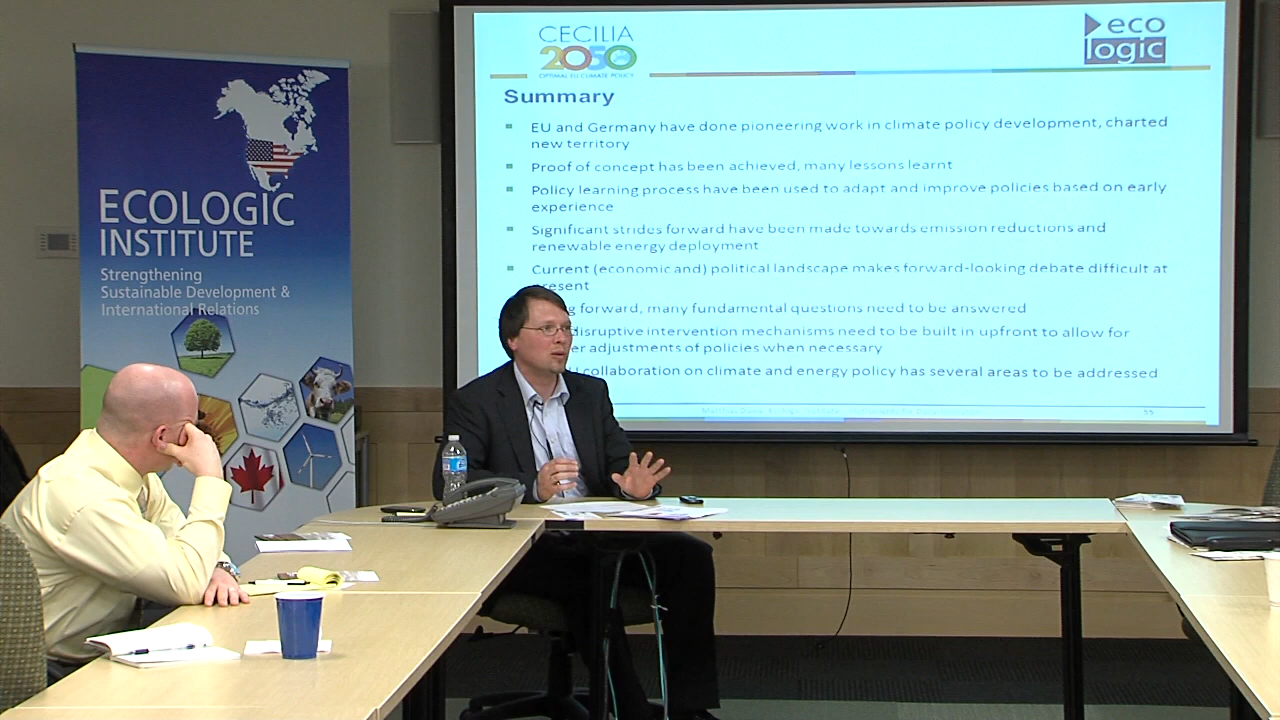 ECOLOGIC
INSTITUTE
Strengthening
Sustainable Development &
International Relations
CECILIA
2050
OPTIMAL EU CLIMATE POLICY
eco
logic
Summary
EU and Germany have done pioneering work in climate policy development, charted
new territory
Proof of concept has been achieved, many lessons learnt
Policy learning process have been used to adapt and improve policies based on early
experience
Significant strides forward have been made towards emission reductions and
renewable energy deployment
Current (economic and) political landscape makes forward-looking debate difficult at
present
g forward, many fundamental questions need to be answered
disruptive intervention mechanisms need to be built in upfront to allow for
er adjustments of policies when necessary
collaboration on climate and energy policy has several areas to be addressed
55